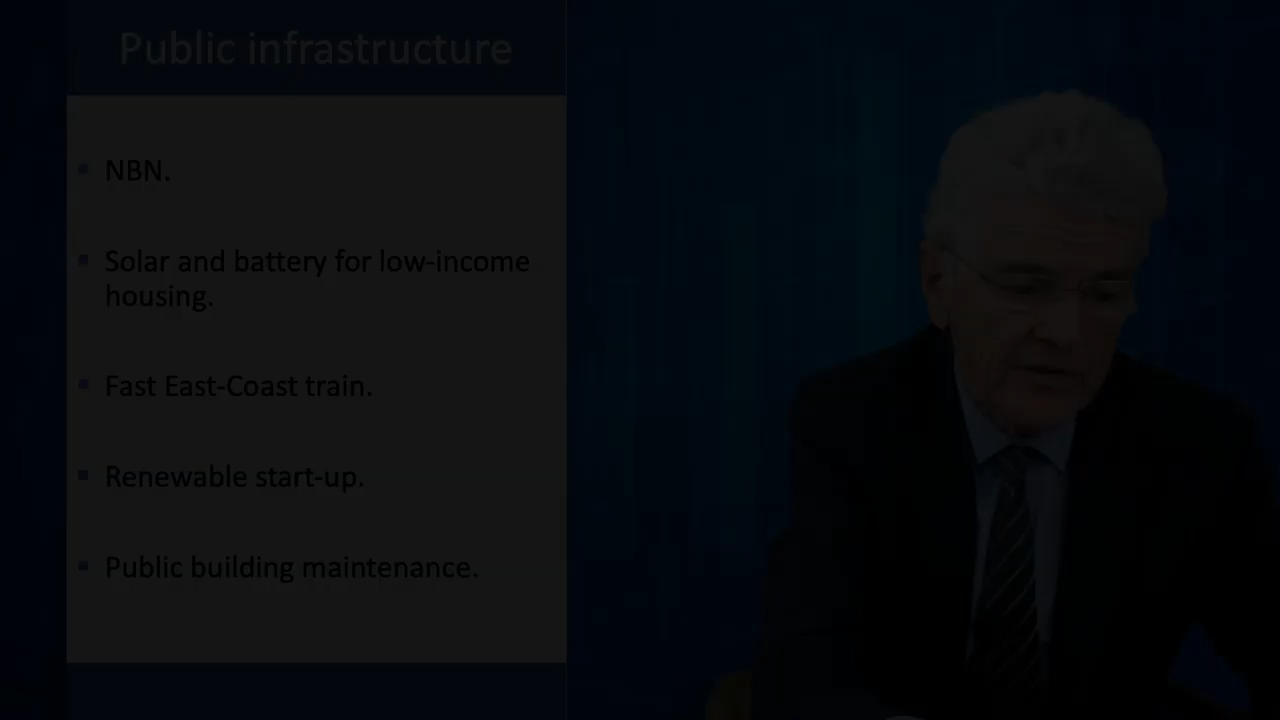 Public infrastructure
NBN.
Solar and battery for low-income
housing.
Fast East-Coast train.
Renewable start-up.
Public building maintenance.